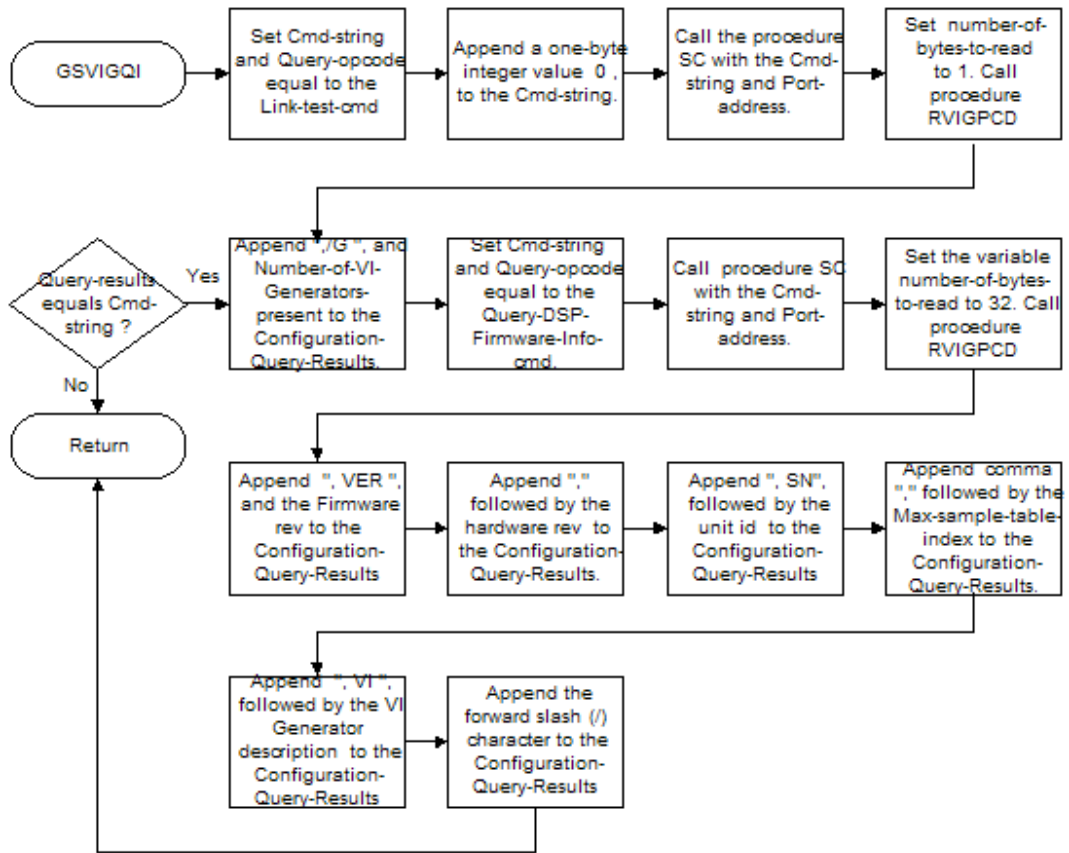 GSVIGQI
Set Cmd-string
and Query-opcode
equal to the
Link-test-cmd
Append a one-byte
integer value 0 ,
to the Cmd-string.
Call the procedure
SC with the Cmd-
string and Port-
address.
Set number-of-
bytes-to-read
to 1. Call
procedure
RVIGPCD
Query-results
equals Cmd-
string ?
Yes
No
Append ",/G ", and
Number-of-VI-
Generators-
present to the
Configuration-
Query-Results.
Set Cmd-string
and Query-opcode
equal to the
Query-DSP-
Firmware-Info-
cmd.
Call procedure SC
with the Cmd-
string and Port-
address.
Set the variable
number-of-bytes-
to-read to 32. Call
procedure
RVIGPCD
Return
Append ", VER ",
and the Firmware
rev to the
Configuration-
Query-Results
Append ","
followed by the
hardware rev to
the Configuration-
Query-Results.
Append ", SN",
followed by the
unit id to the
Configuration-
Query-Results
Append comma
"," followed by the
Max-sample-table-
index to the
Configuration-
Query-Results.
Append ", VI ",
followed by the VI
Generator
description to the
Configuration-
Query-Results
Append the
forward slash (/)
character to the
Configuration-
Query-Results